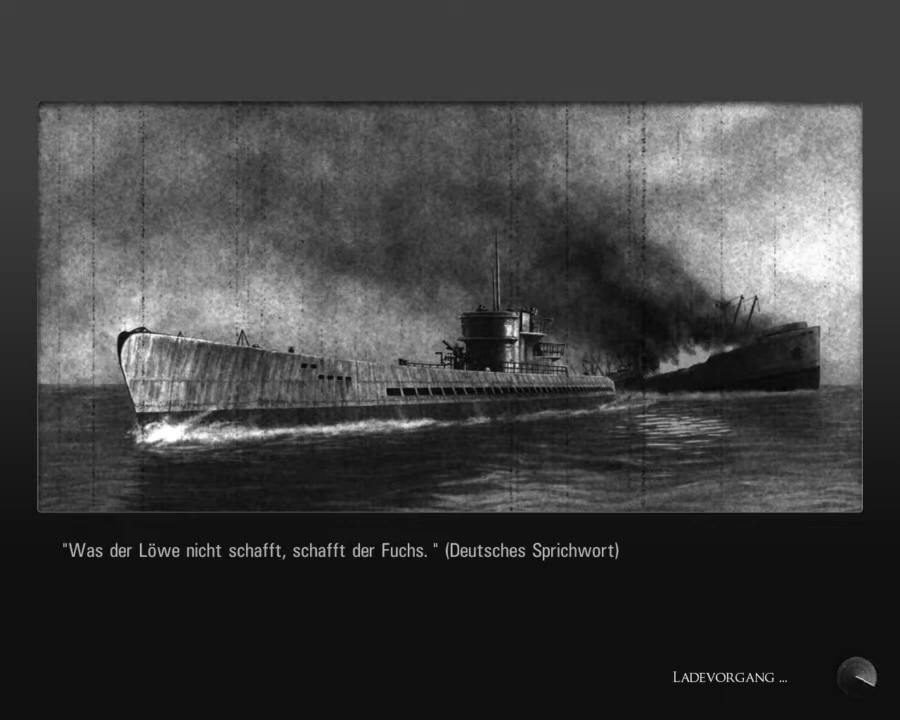 "Was der Löwe nicht schafft, schafft der Fuchs. " (Deutsches Sprichwort)
Ladevorgang ...